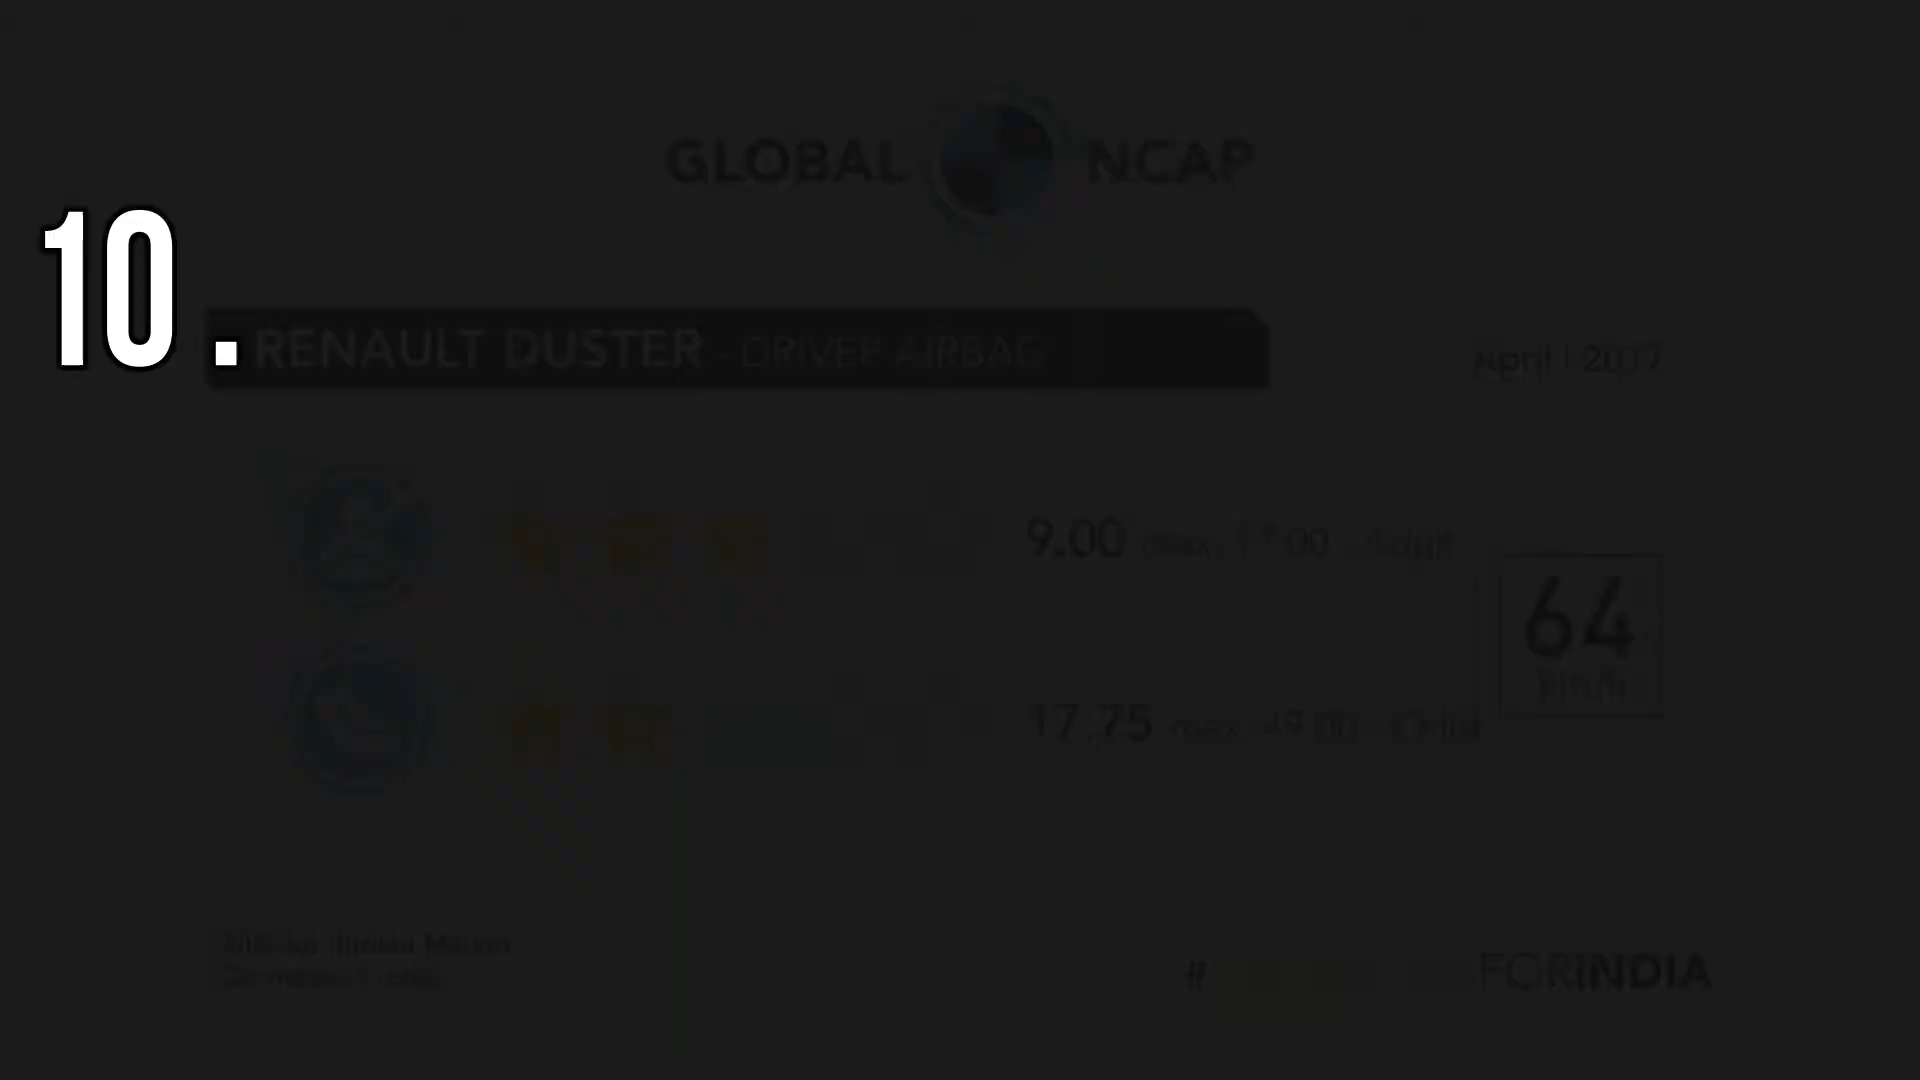 GLOBAL NCAP
10.
RENAULT DUSTER - DRIVER AIRBAG
April 2017
9.00 max. 17.00 Adult
64
km/h
17.75 max. 49.00 Child
# FORINDIA